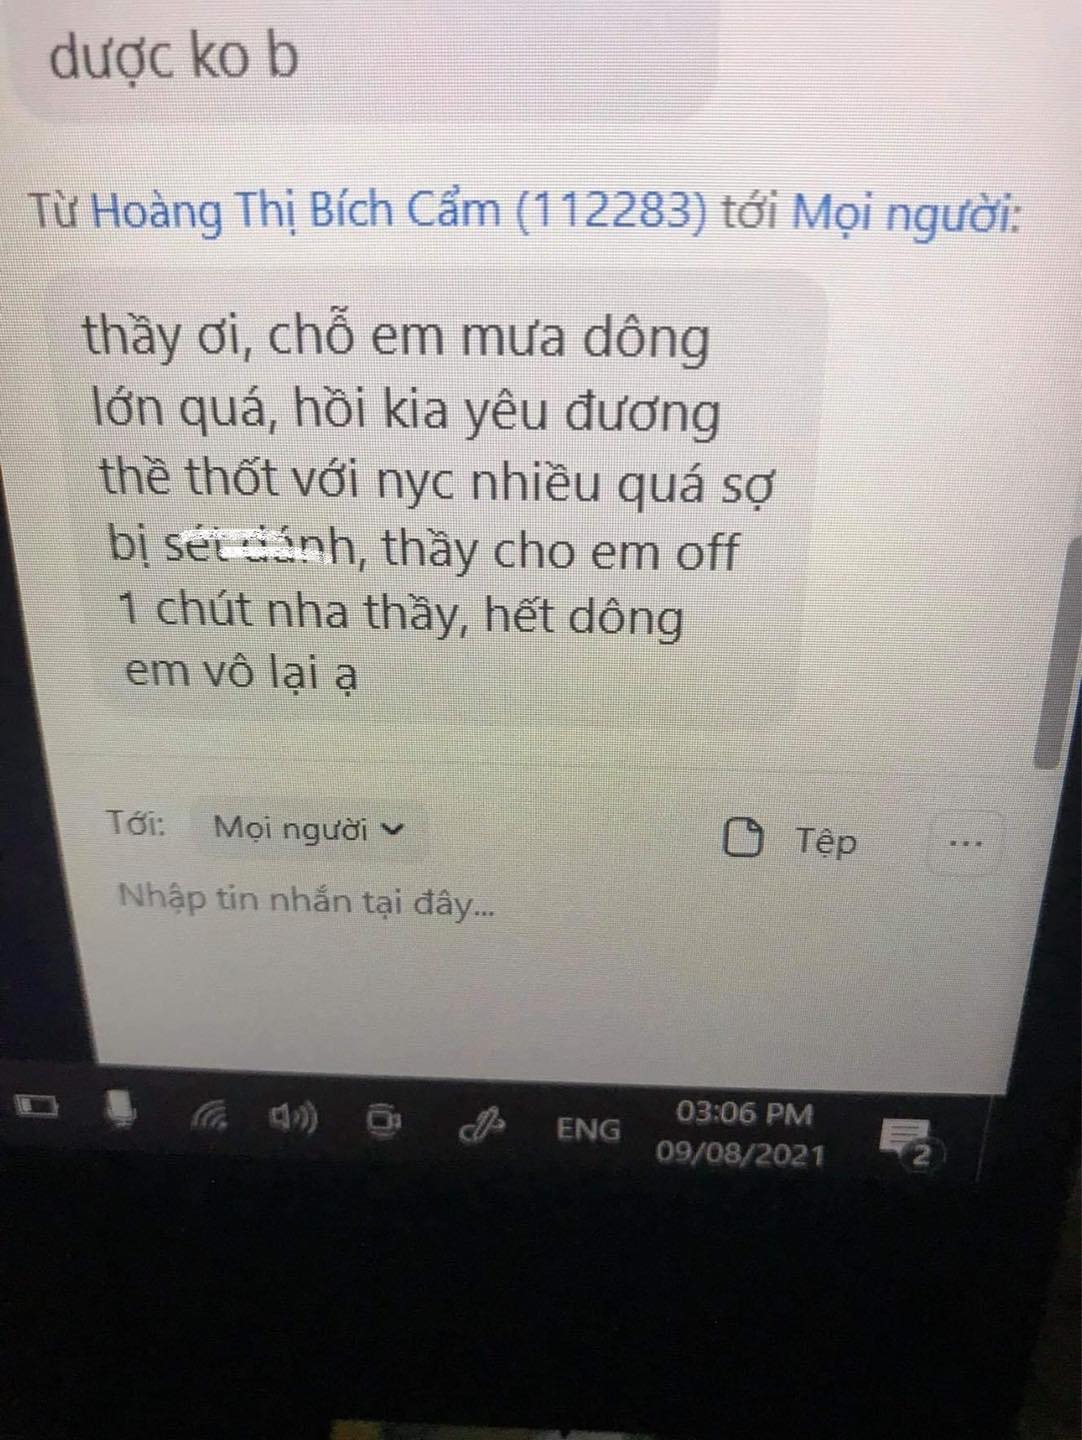 dược ko b
Từ Hoàng Thị Bích Cẩm (112283) tới Mọi người:
thầy ơi, chỗ em mưa dông
lớn quá, hồi kia yêu đương
thề thốt với nyc nhiều quá sợ
bị sét đánh, thầy cho em off
1 chút nha thầy, hết dông
em vô lại ạ
Tới: Mọi người
Tệp
...
Nhập tin nhắn tại đây...
ENG
03:06 PM
09/08/2021
2